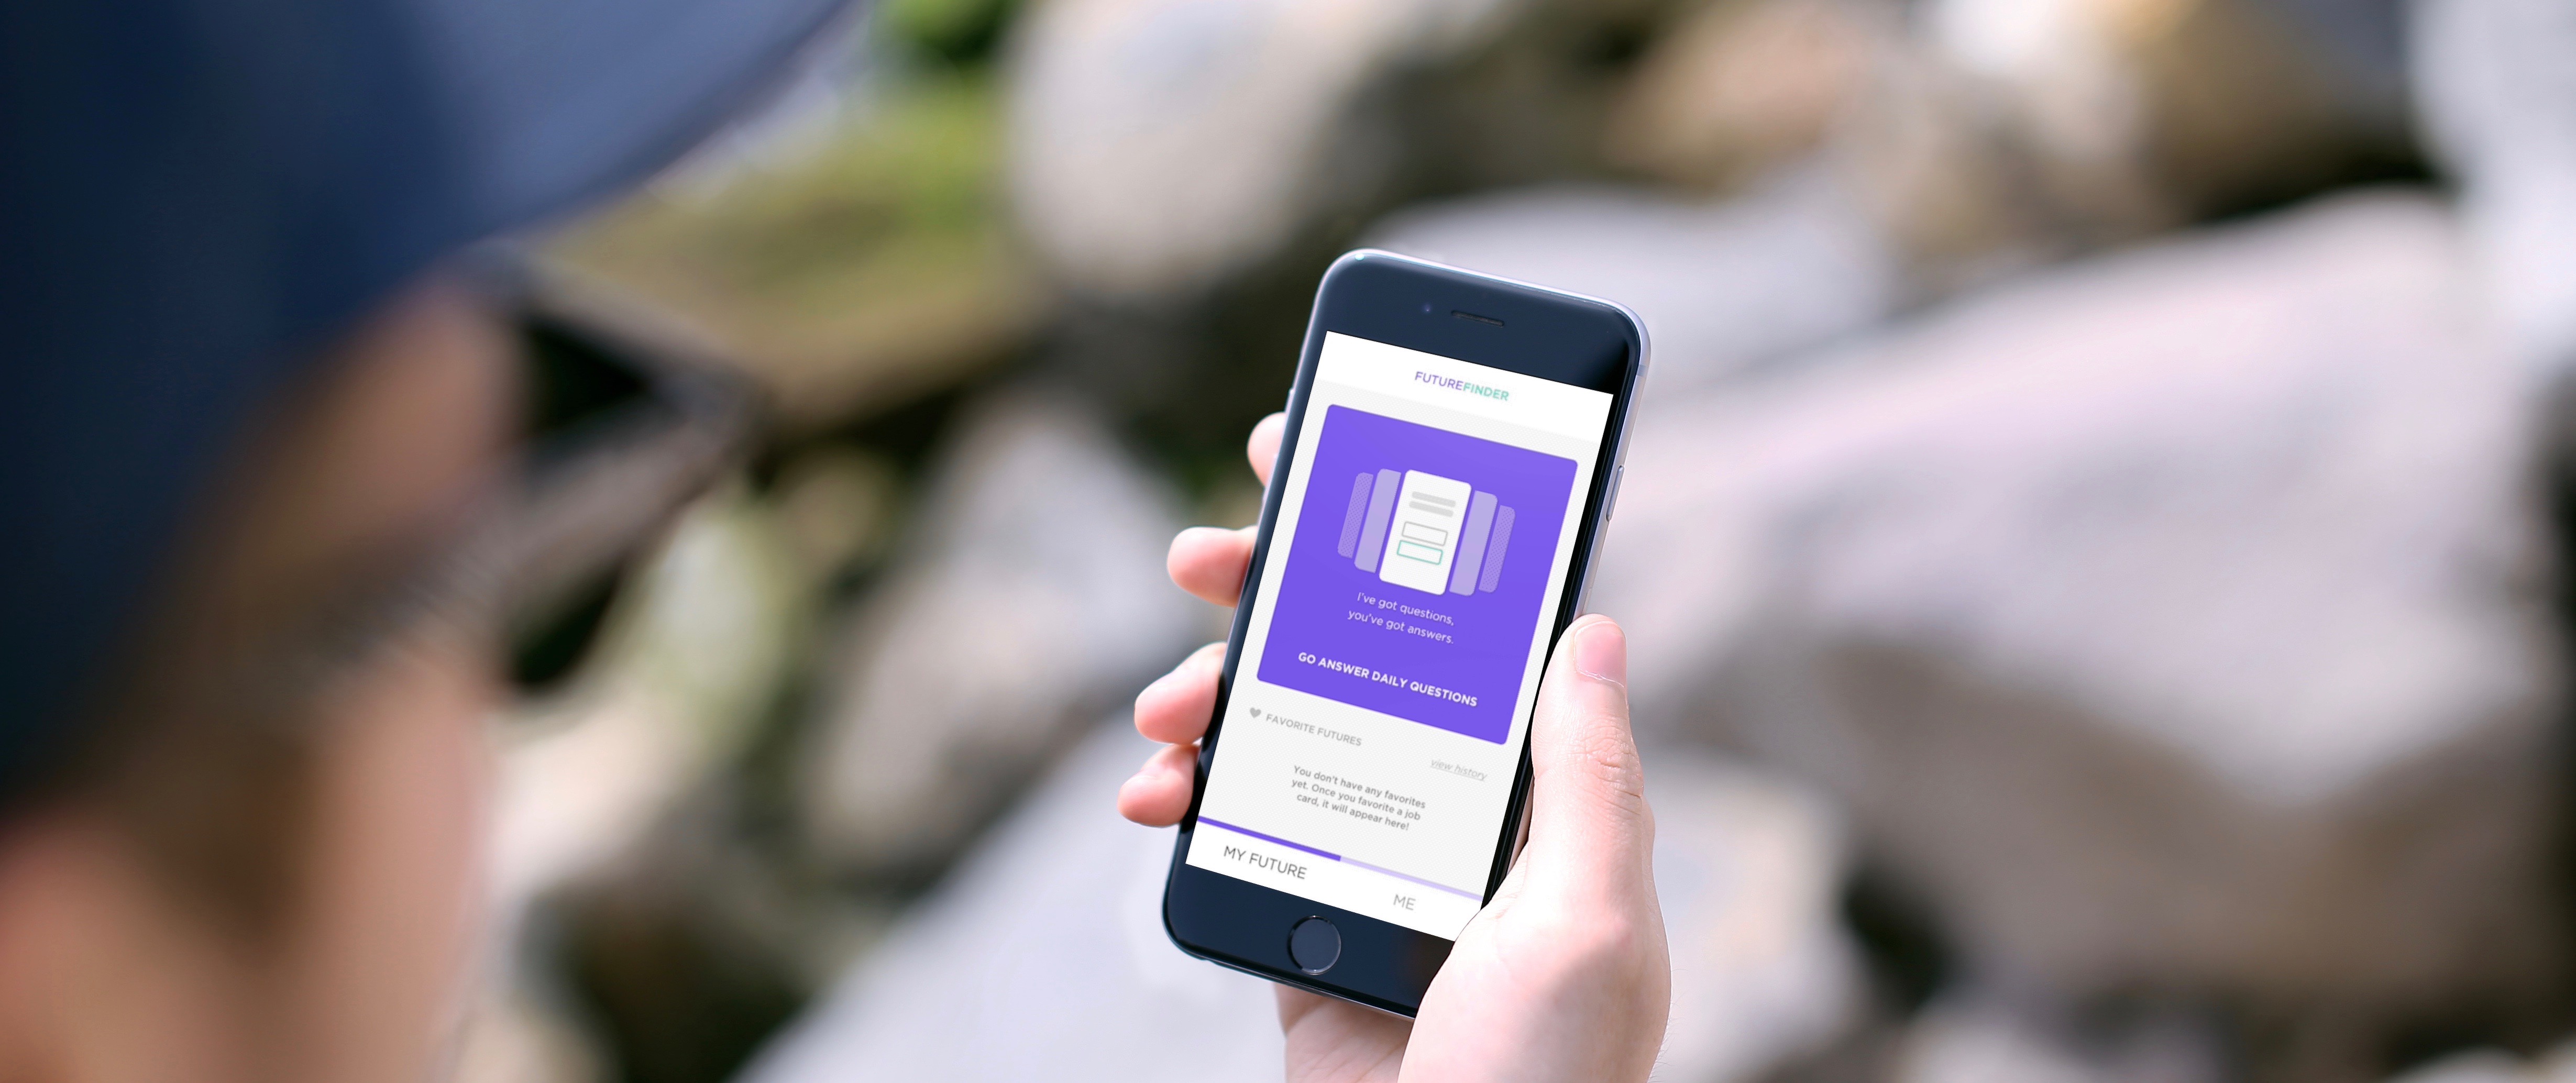 FUTUREFINDER
I've got questions,
you've got answers.
GO ANSWER DAILY QUESTIONS
FAVORITE FUTURES
view history
You don't have any favorites
yet. Once you favorite a job
card, it will appear here!
MY FUTURE
ME